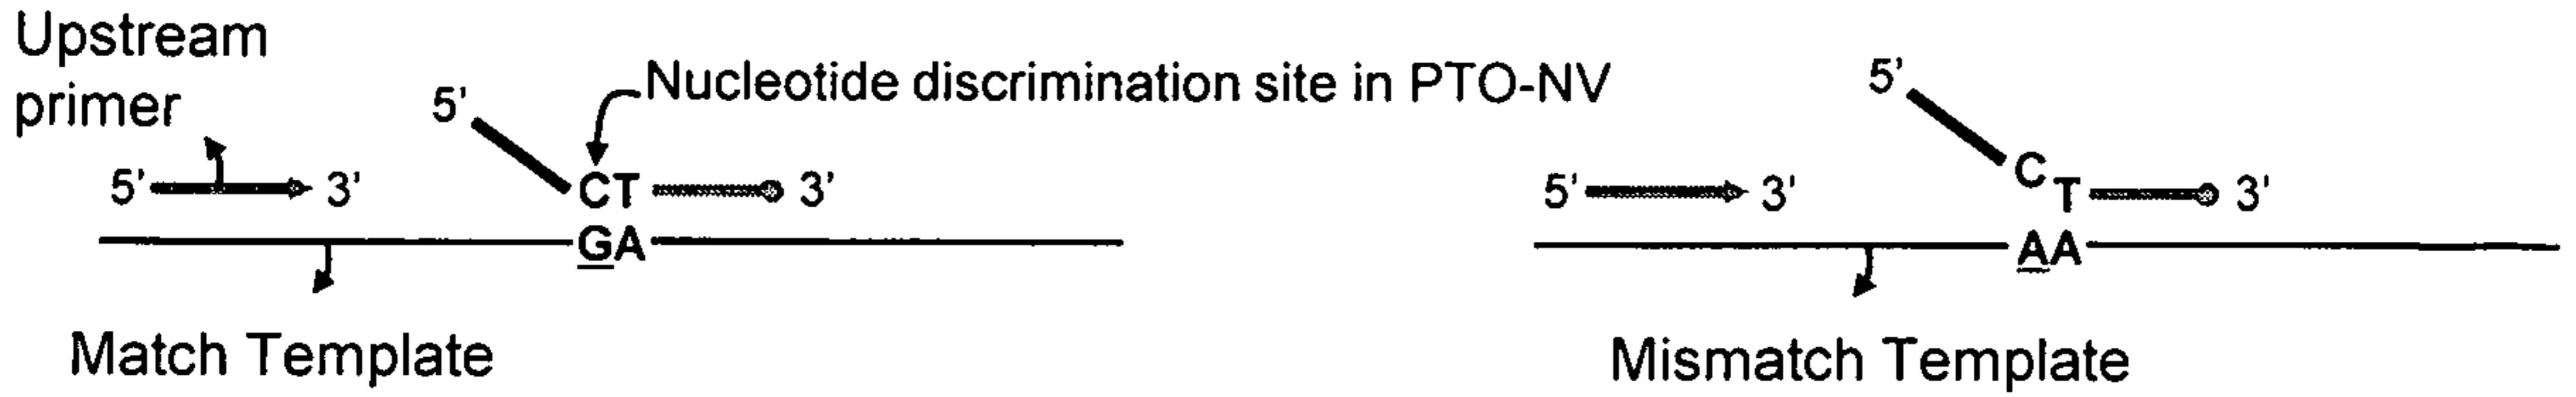 Upstream
primer
5'
Nucleotide discrimination site in PTO-NV
5'
5'
3'
CT
3'
5'
3'
C
T
3'
GA
AA
Match Template
Mismatch Template